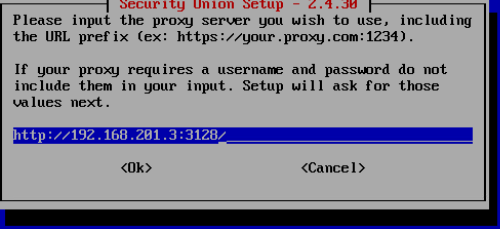 Security Union Setup - 2.4.30
Please input the proxy server you wish to use, including
the URL prefix (ex: https://your.proxy.com:1234).
If your proxy requires a username and password do not
include them in your input. Setup will ask for those
values next.
http://192.168.201.3:3128/
<Ok> <Cancel>